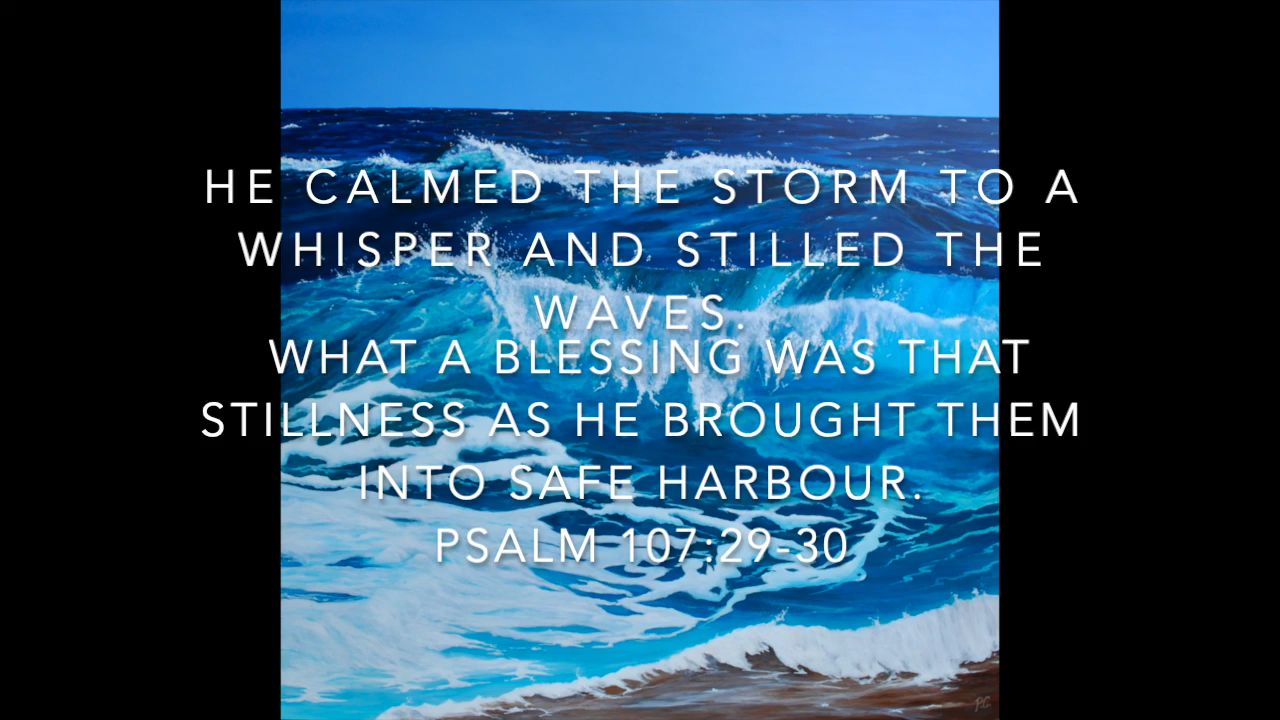 HE CALMED THE STORM TO A
WHISPER AND STILLED THE
WAVES.
WHAT A BLESSING WAS THAT
STILLNESS AS HE BROUGHT THEM
INTO SAFE HARBOUR.
PSALM 107:29-30
P.C.